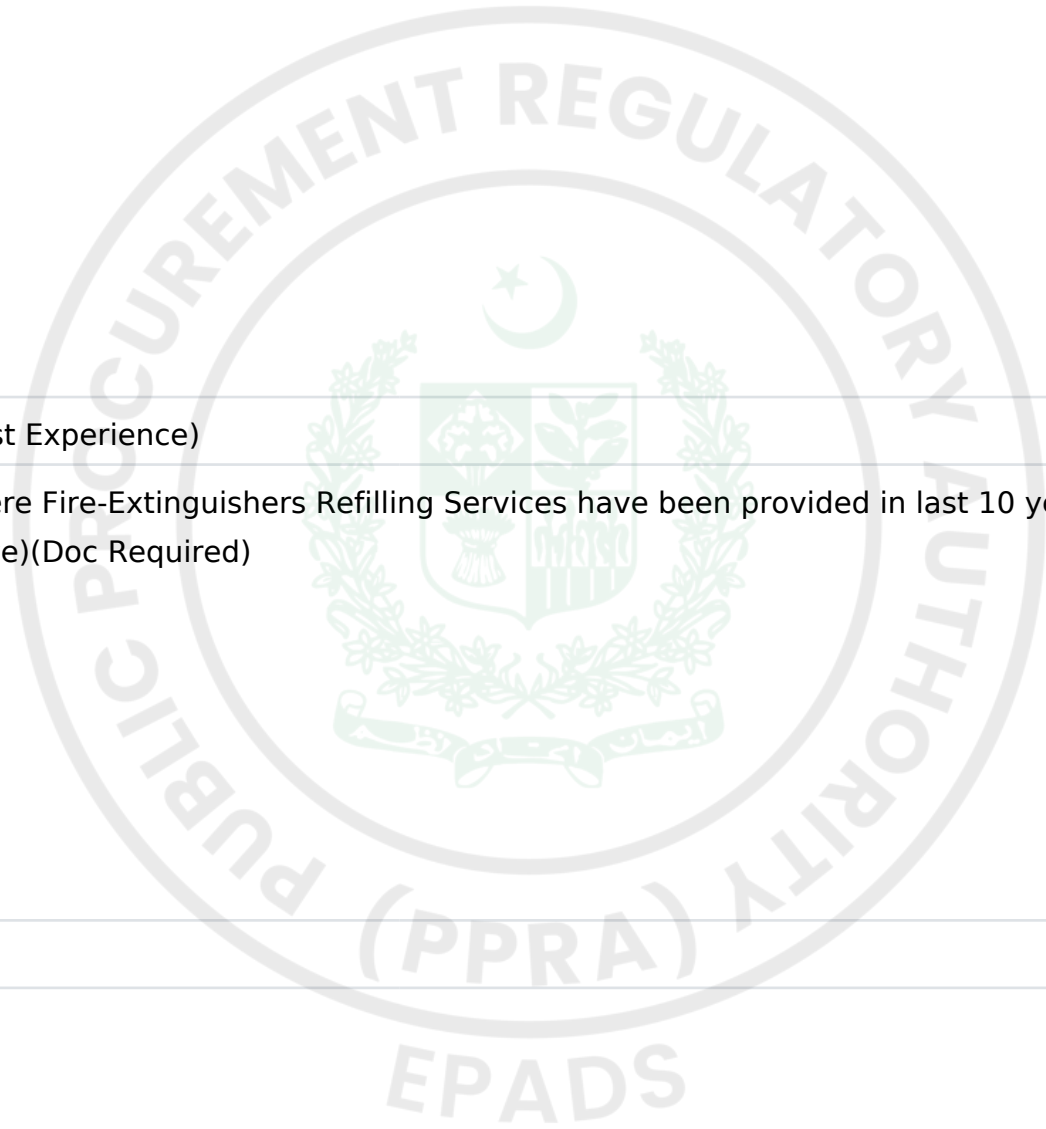 PUBLIC PROCUREMENT REGULATORY AUTHORITY
st Experience)
ere Fire-Extinguishers Refilling Services have been provided in last 10 ye
e)(Doc Required)
(PPRA)
EPADS